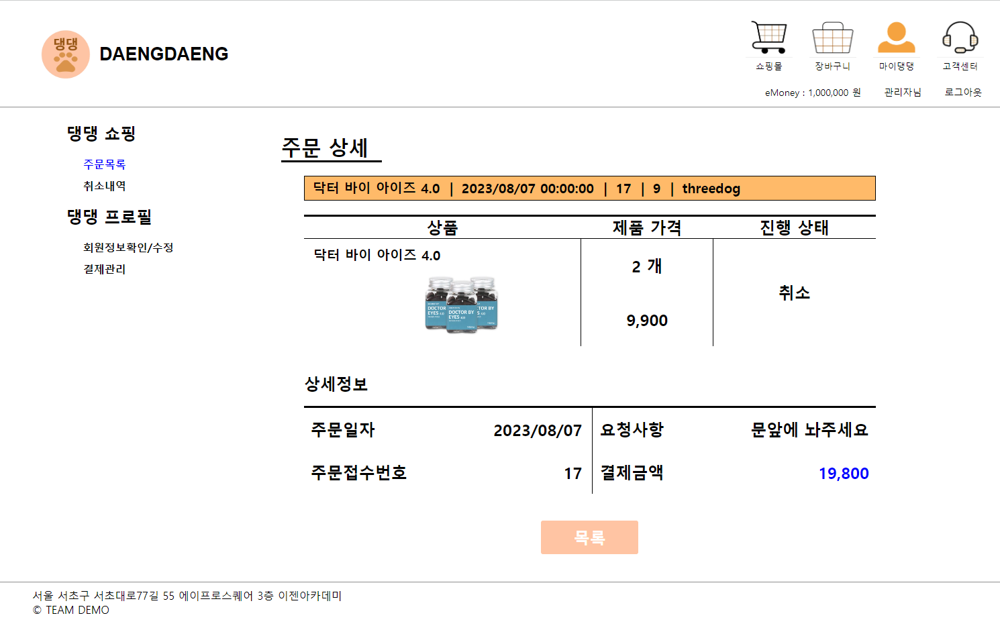 댕댕
DAENGDAENG
쇼핑몰
장바구니
마이댕댕
고객센터
eMoney : 1,000,000 원
관리자님
로그아웃
댕댕 쇼핑
주문목록
취소내역
댕댕 프로필
회원정보확인/수정
결제관리
주문 상세
닥터 바이 아이즈 4.0 | 2023/08/07 00:00:00 | 17 | 9 | threedog
상품 제품 가격 진행 상태
닥터 바이 아이즈 4.0
DOCTOR
EYES 4.0
DOCTOR BY
EYES 4.0
TOR BY
4.0
2 개
9,900
취소
상세정보
주문일자 2023/08/07
요청사항 문앞에 놔주세요
주문접수번호 17
결제금액 19,800
목록
서울 서초구 서초대로77길 55 에이프로스퀘어 3층 이젠아카데미
© TEAM DEMO